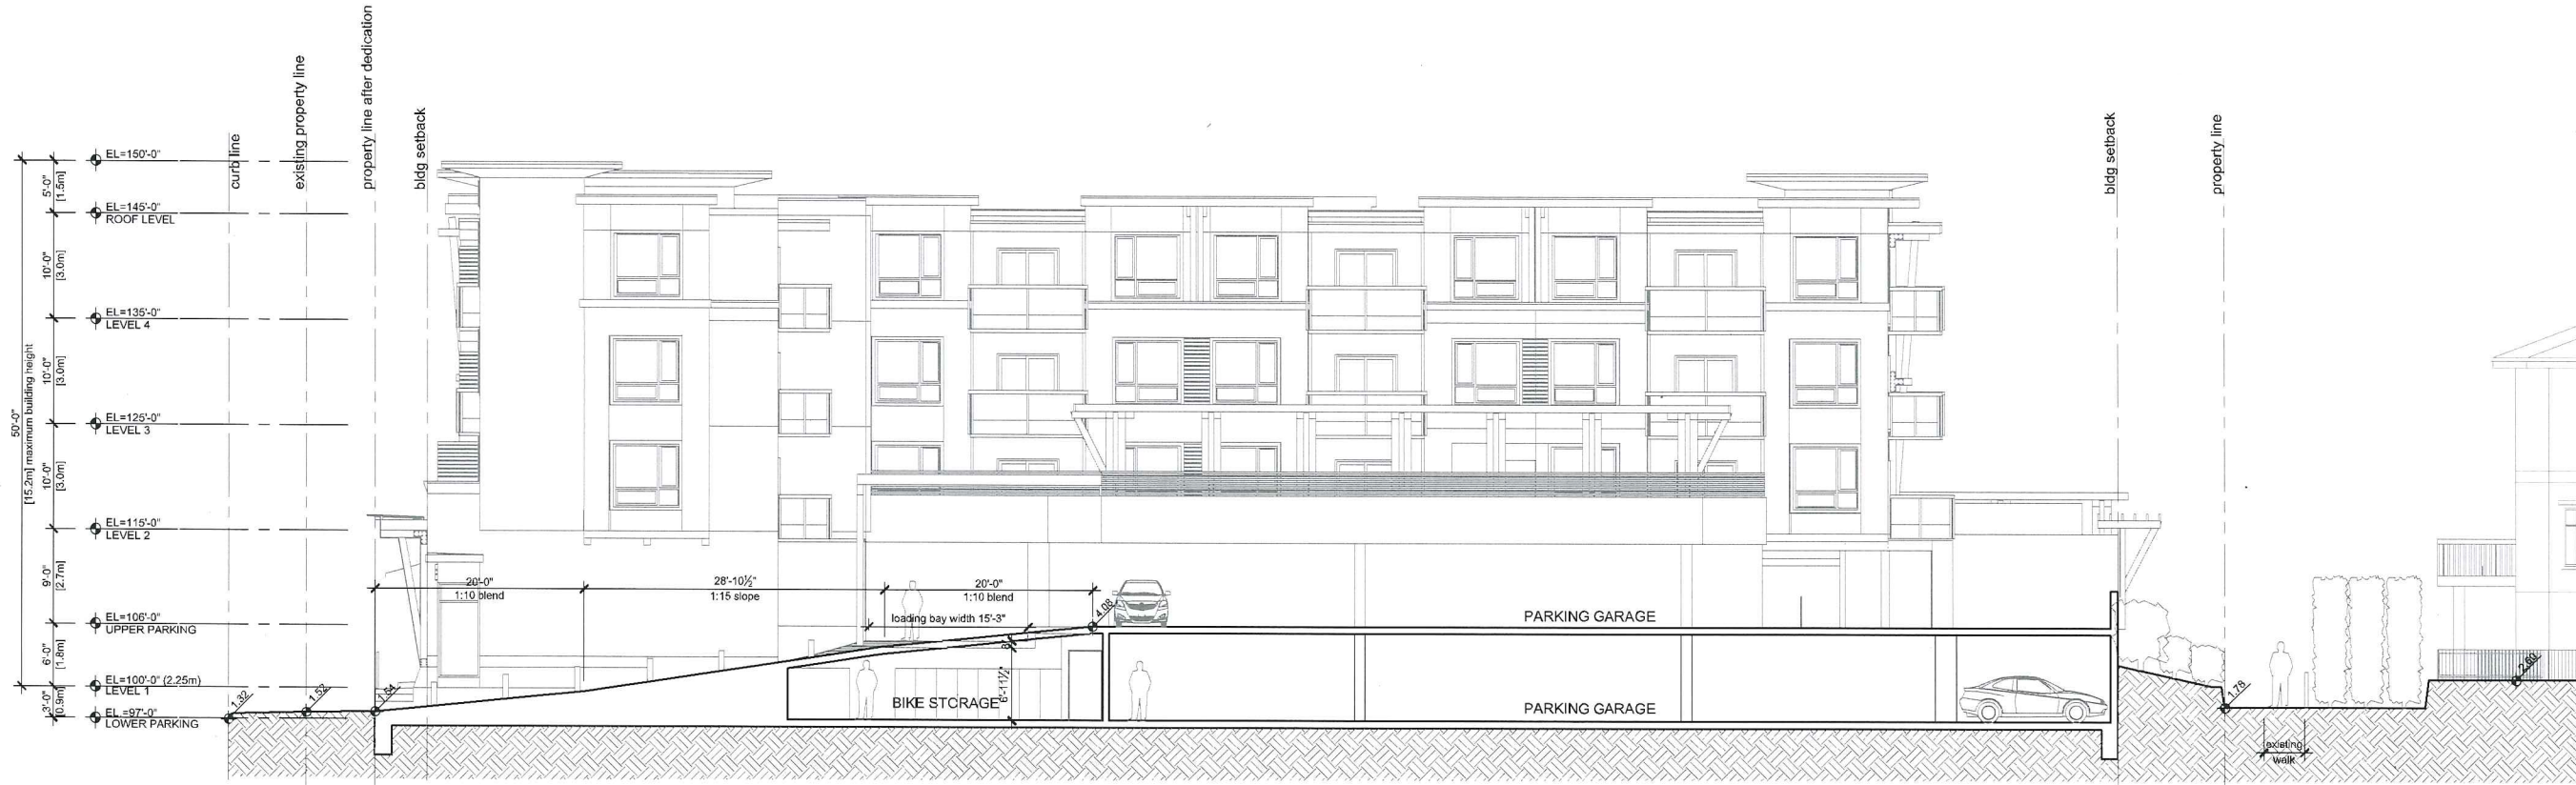 curb line
existing property line
property line after dedication
bldg setback
bldg setback
property line
50'-0"
[15.2m] maximum building height
EL=150'-0"
5'-0"
[1.5m]
EL=145'-0"
ROOF LEVEL
10'-0"
[3.0m]
EL=135'-0"
LEVEL 4
10'-0"
[3.0m]
EL=125'-0"
LEVEL 3
10'-0"
[3.0m]
EL=115'-0"
LEVEL 2
9'-0"
[2.7m]
EL=106'-0"
UPPER PARKING
6'-0"
[1.8m]
EL=100'-0" (2.25m)
LEVEL 1
3'-0"
[0.9m]
EL =97'-0"
LOWER PARKING
20'-0"
1:10 blend
28'-10½"
1:15 slope
20'-0"
1:10 blend
loading bay width 15'-3"
4.08
PARKING GARAGE
1.32
1.52
1.54
BIKE STORAGE
6'-11½"
8"
PARKING GARAGE
1.78
2.60
existing
walk